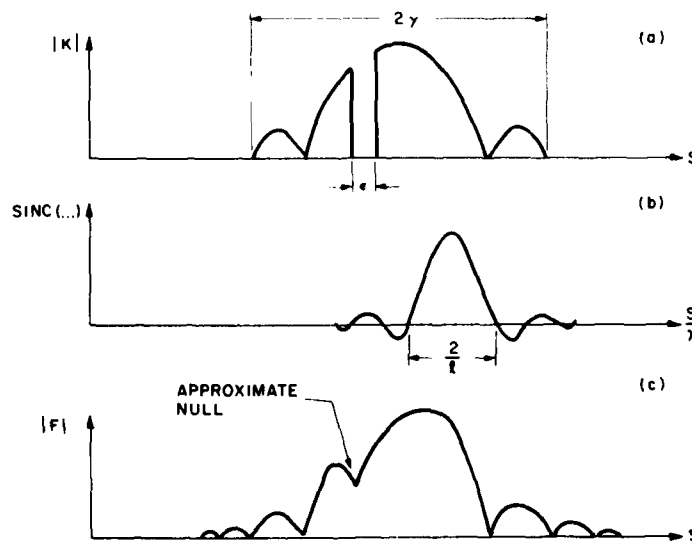 2γ
|K|
(a)
S
ϵ
SINC(...)
(b)
2/ℓ
(c)
APPROXIMATE
NULL
|F|
S